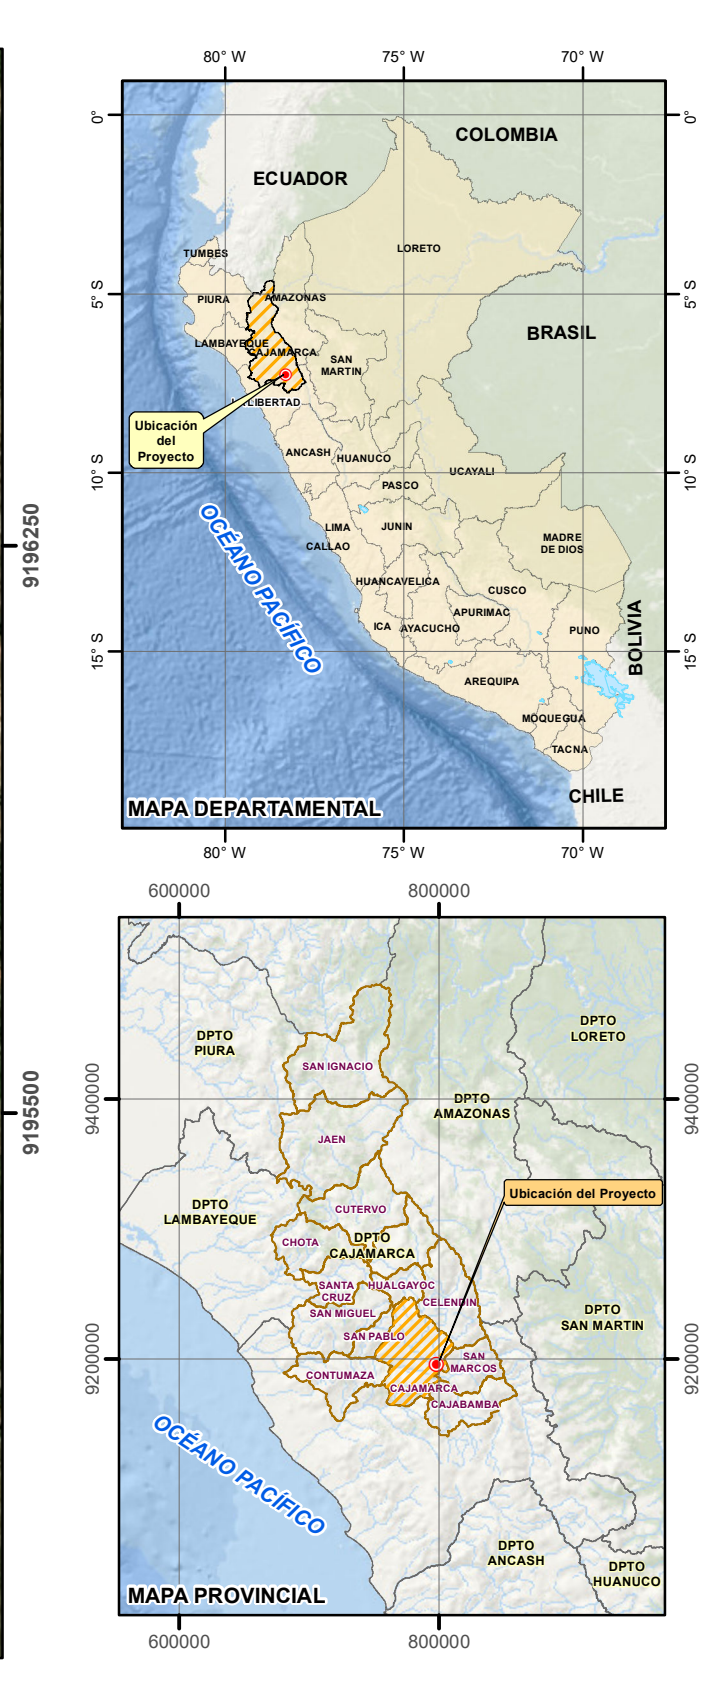 80° W
75° W
70° W
0°
0°
COLOMBIA
ECUADOR
LORETO
TUMBES
5° S
5° S
PIURA
AMAZONAS
BRASIL
LAMBAYEQUE
CAJAMARCA
SAN
MARTIN
LIBERTAD
Ubicación
del
Proyecto
ANCASH
HUANUCO
10° S
10° S
UCAYALI
PASCO
9196250
OCÉANO PACÍFICO
LIMA
JUNIN
MADRE
DE DIOS
CALLAO
HUANCAVELICA
CUSCO
APURIMAC
ICA
AYACUCHO
PUNO
BOLIVIA
15° S
15° S
AREQUIPA
MOQUEGUA
TACNA
CHILE
MAPA DEPARTAMENTAL
80° W
75° W
70° W
600000
800000
DPTO
PIURA
DPTO
LORETO
SAN IGNACIO
9400000
9400000
DPTO
AMAZONAS
9195500
JAEN
Ubicación del Proyecto
DPTO
LAMBAYEQUE
CUTERVO
CHOTA
DPTO
CAJAMARCA
SANTA
CRUZ
HUALGAYOC
CELENDIN
SAN MIGUEL
DPTO
SAN MARTIN
SAN PABLO
9200000
9200000
SAN
MARCOS
CONTUMAZA
CAJAMARCA
CAJABAMBA
OCÉANO PACÍFICO
DPTO
ANCASH
DPTO
HUANUCO
MAPA PROVINCIAL
600000
800000